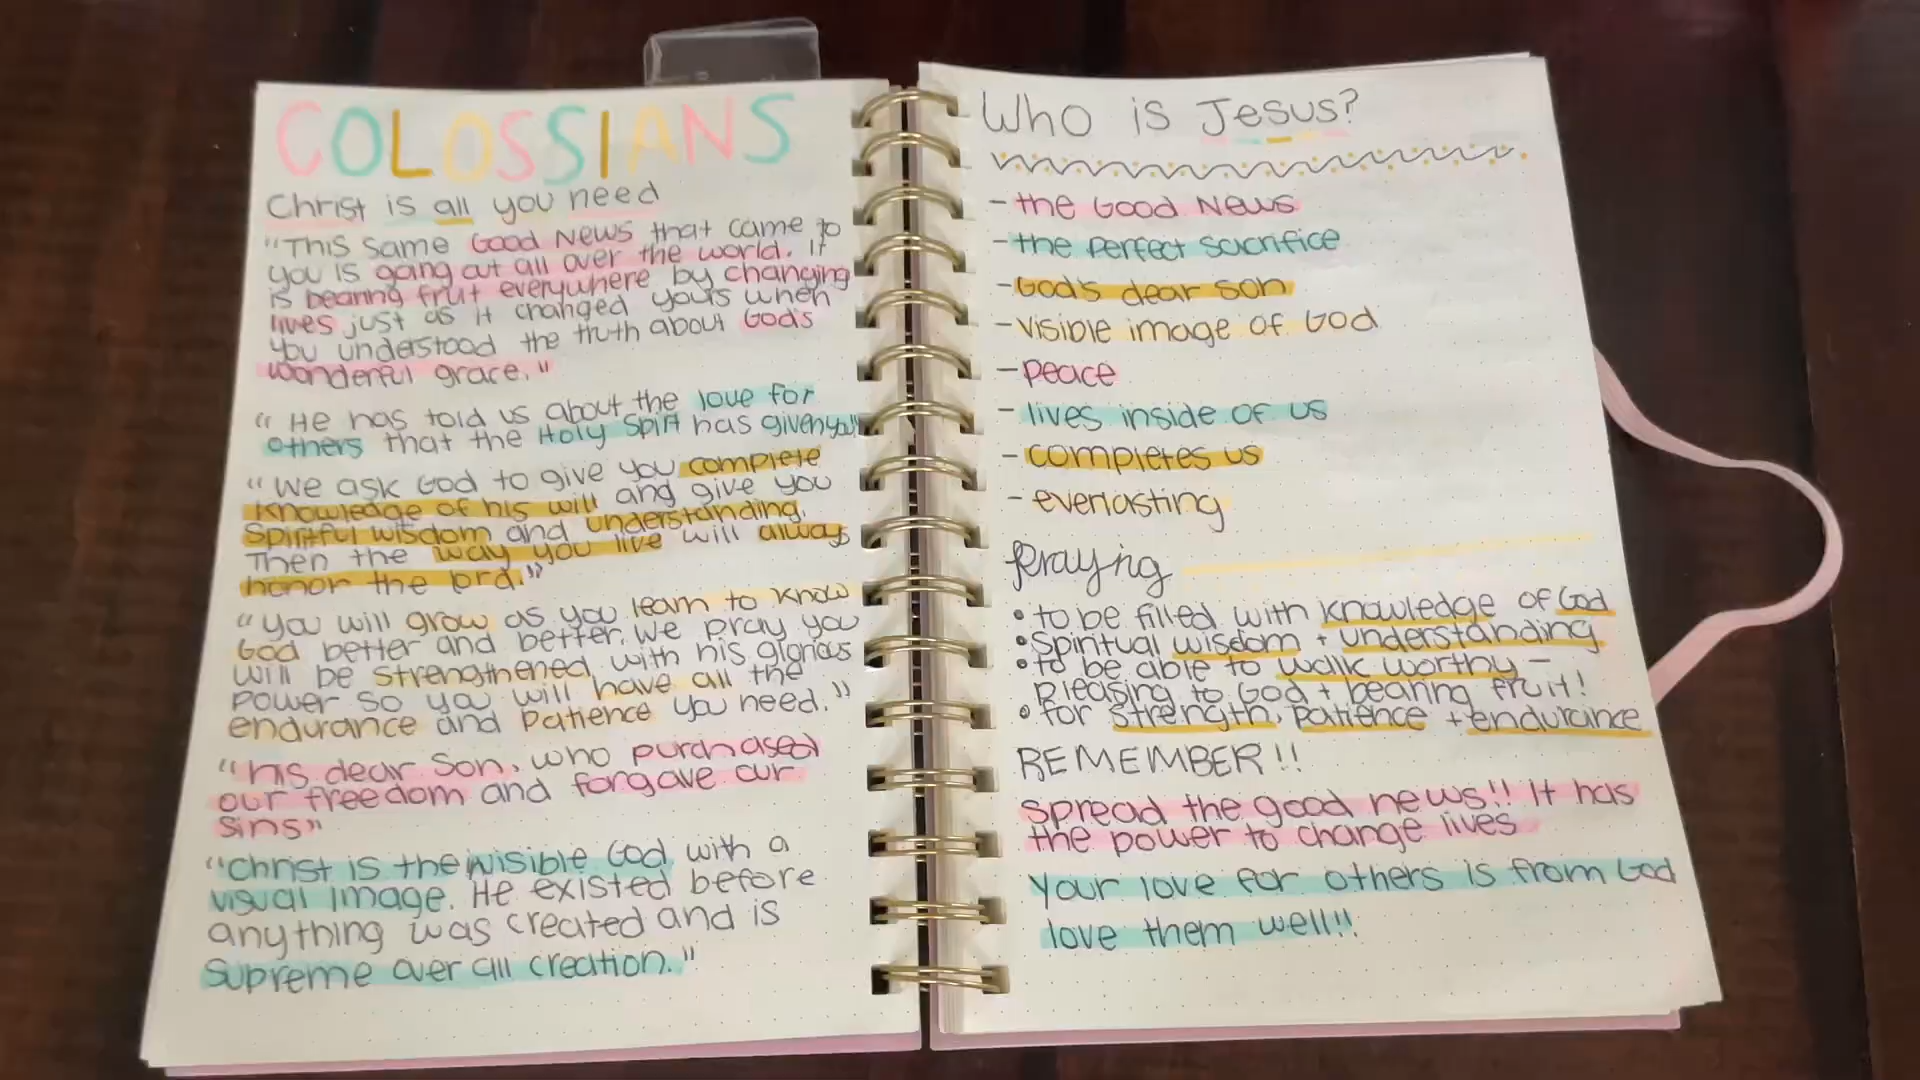 COLOSSIANS
Christ is all you need
"This same Good News that came to
you is going out all over the world. It
is bearing fruit everywhere by changing
lives just as it changed yours when
you understood the truth about God's
wonderful grace."
"He has told us about the love for
others that the Holy Spirit has given you"
"We ask God to give you complete
knowledge of his will and give you
Spiritful wisdom and understanding.
Then the way you live will always
honor the lord."
"You will grow as you learn to know
God better and better. We pray you
will be strengthened with his glorious
power so you will have all the
endurance and patience you need."
"his dear Son, who purchased
our freedom and forgave our
sins"
"Christ is the invisible God with a
visual image. He existed before
anything was created and is
supreme over all creation."
Who is Jesus?
- the Good News
- the perfect sacrifice
- God's dear son
- visible image of God
- peace
- lives inside of us
- completes us
- everlasting
Praying
• to be filled with knowledge of God
• Spiritual wisdom + understanding
• to be able to walk worthy -
pleasing to God + bearing fruit!
• for strength, patience + endurance
REMEMBER!!
spread the good news!! It has
the power to change lives
your love for others is from God
love them well!!